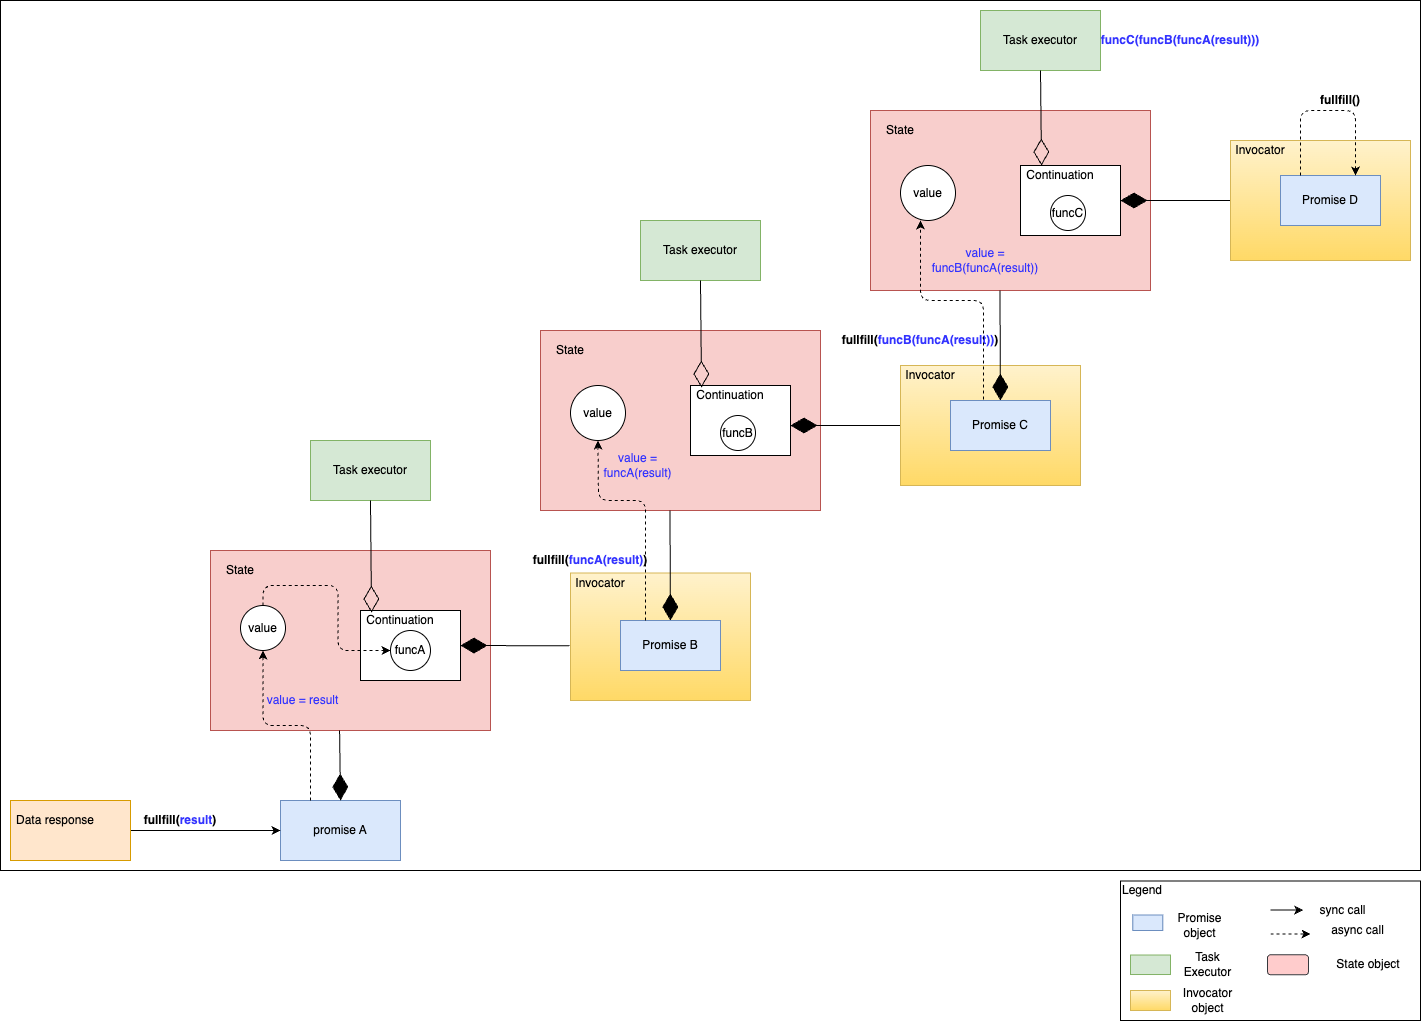 Task executor
funcC(funcB(funcA(result)))
fullfill()
State
Invocator
Continuation
value
funcC
Promise D
Task executor
value =
funcB(funcA(result))
fullfill(funcB(funcA(result)))
State
Invocator
Continuation
value
funcB
Promise C
Task executor
value =
funcA(result)
fullfill(funcA(result))
State
Invocator
Continuation
value
funcA
Promise B
value = result
Data response
fullfill(result)
promise A
Legend
Promise
object
sync call
async call
Task
Executor
State object
Invocator
object